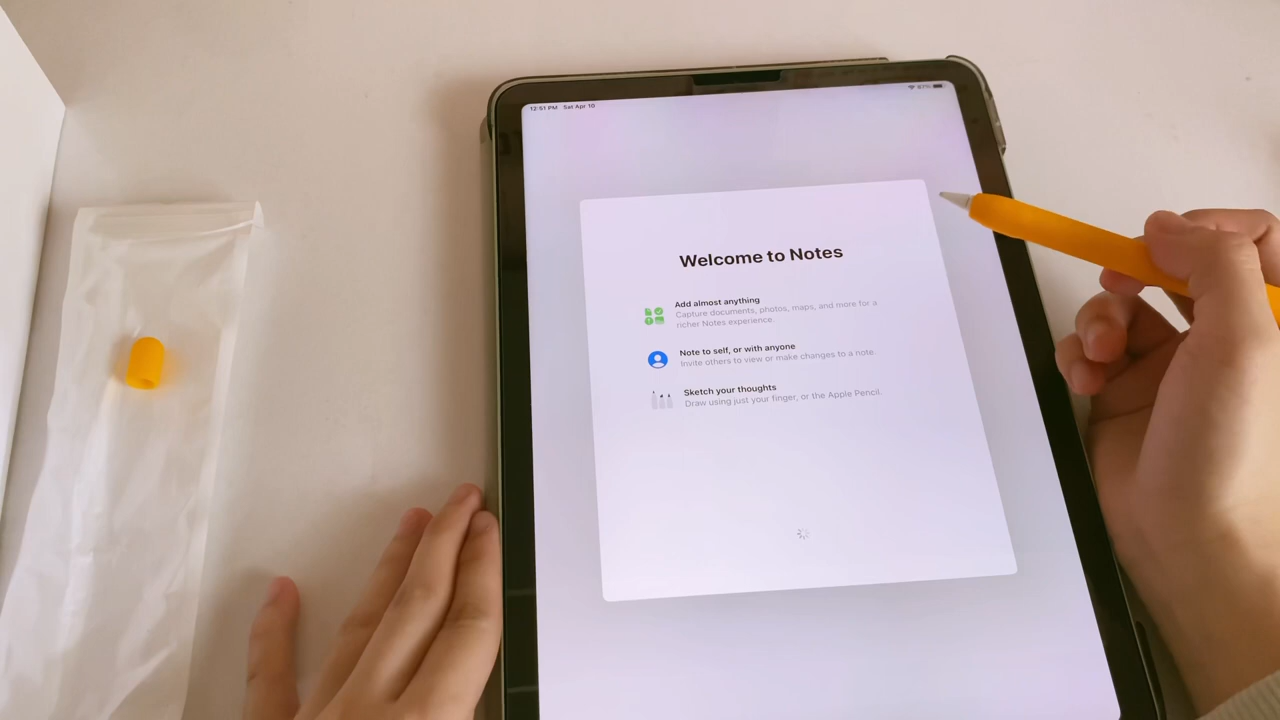 12:51 PM Sat Apr 10
87%
Welcome to Notes
Add almost anything
Capture documents, photos, maps, and more for a
richer Notes experience.
Note to self, or with anyone
Invite others to view or make changes to a note.
Sketch your thoughts
Draw using just your finger, or the Apple Pencil.